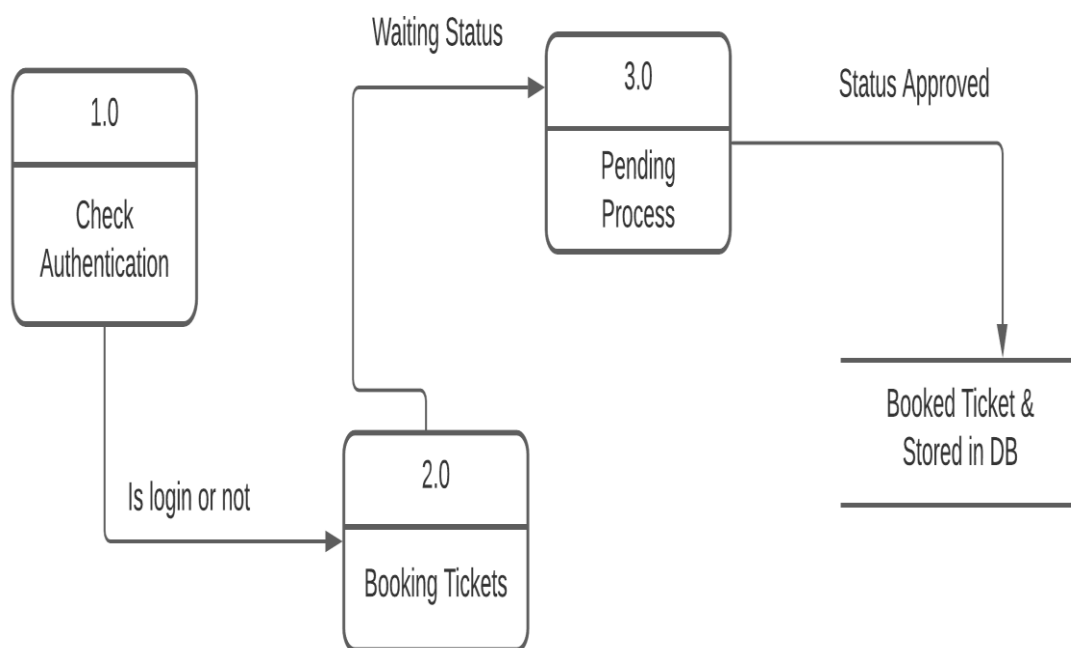 1.0
Check
Authentication
Is login or not
2.0
Booking Tickets
Waiting Status
3.0
Pending
Process
Status Approved
Booked Ticket &
Stored in DB